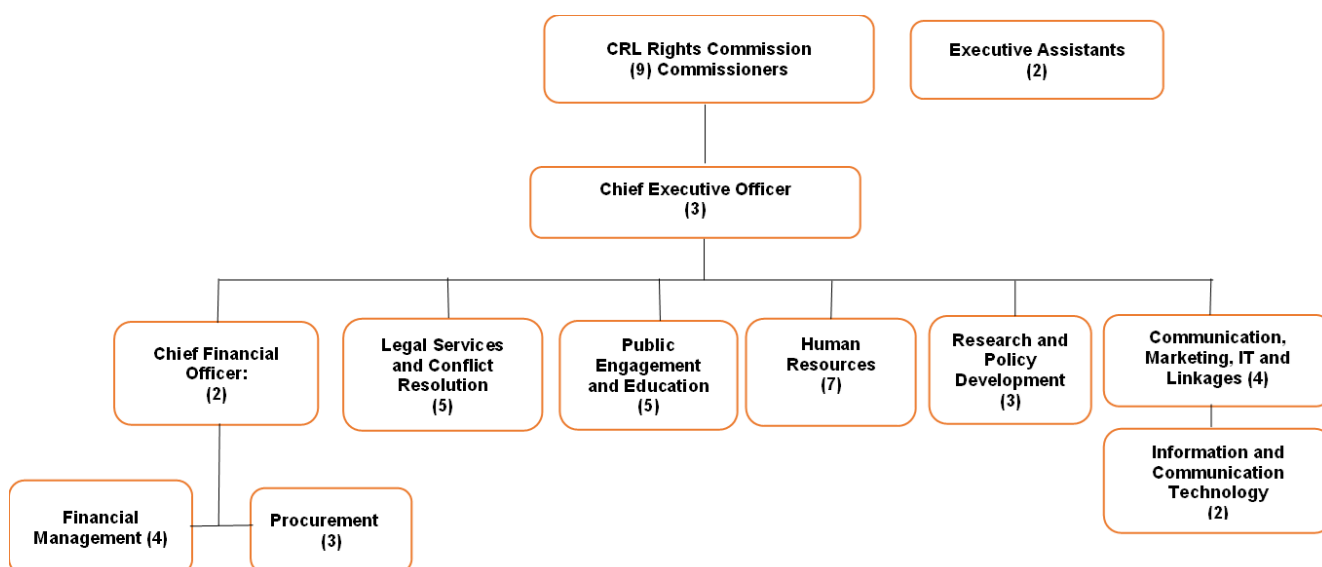 CRL Rights Commission
(9) Commissioners
Executive Assistants
(2)
Chief Executive Officer
(3)
Chief Financial
Officer:
(2)
Legal Services
and Conflict
Resolution
(5)
Public
Engagement
and Education
(5)
Human
Resources
(7)
Research and
Policy
Development
(3)
Communication,
Marketing, IT and
Linkages (4)
Financial
Management (4)
Procurement
(3)
Information and
Communication
Technology
(2)